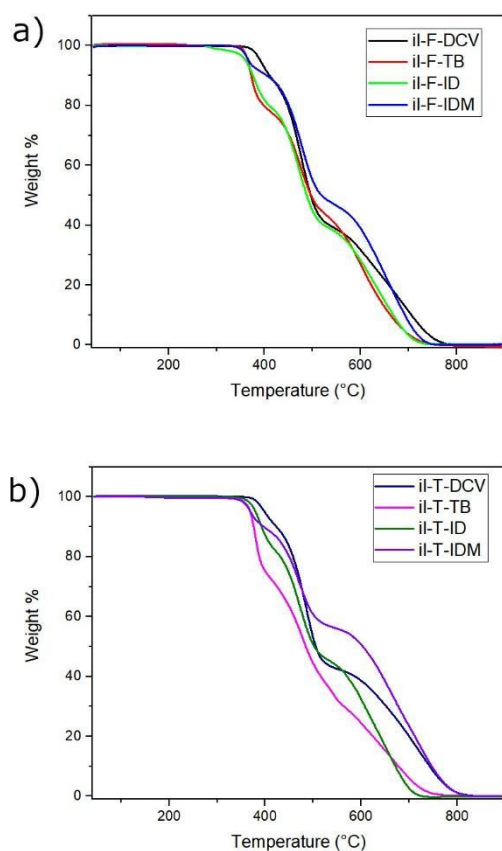 a)
100
80
60
40
20
0
Weight %
200
400
600
800
Temperature (°C)
il-F-DCV
il-F-TB
il-F-ID
il-F-IDM
b)
100
80
60
40
20
0
Weight %
200
400
600
800
Temperature (°C)
il-T-DCV
il-T-TB
il-T-ID
il-T-IDM